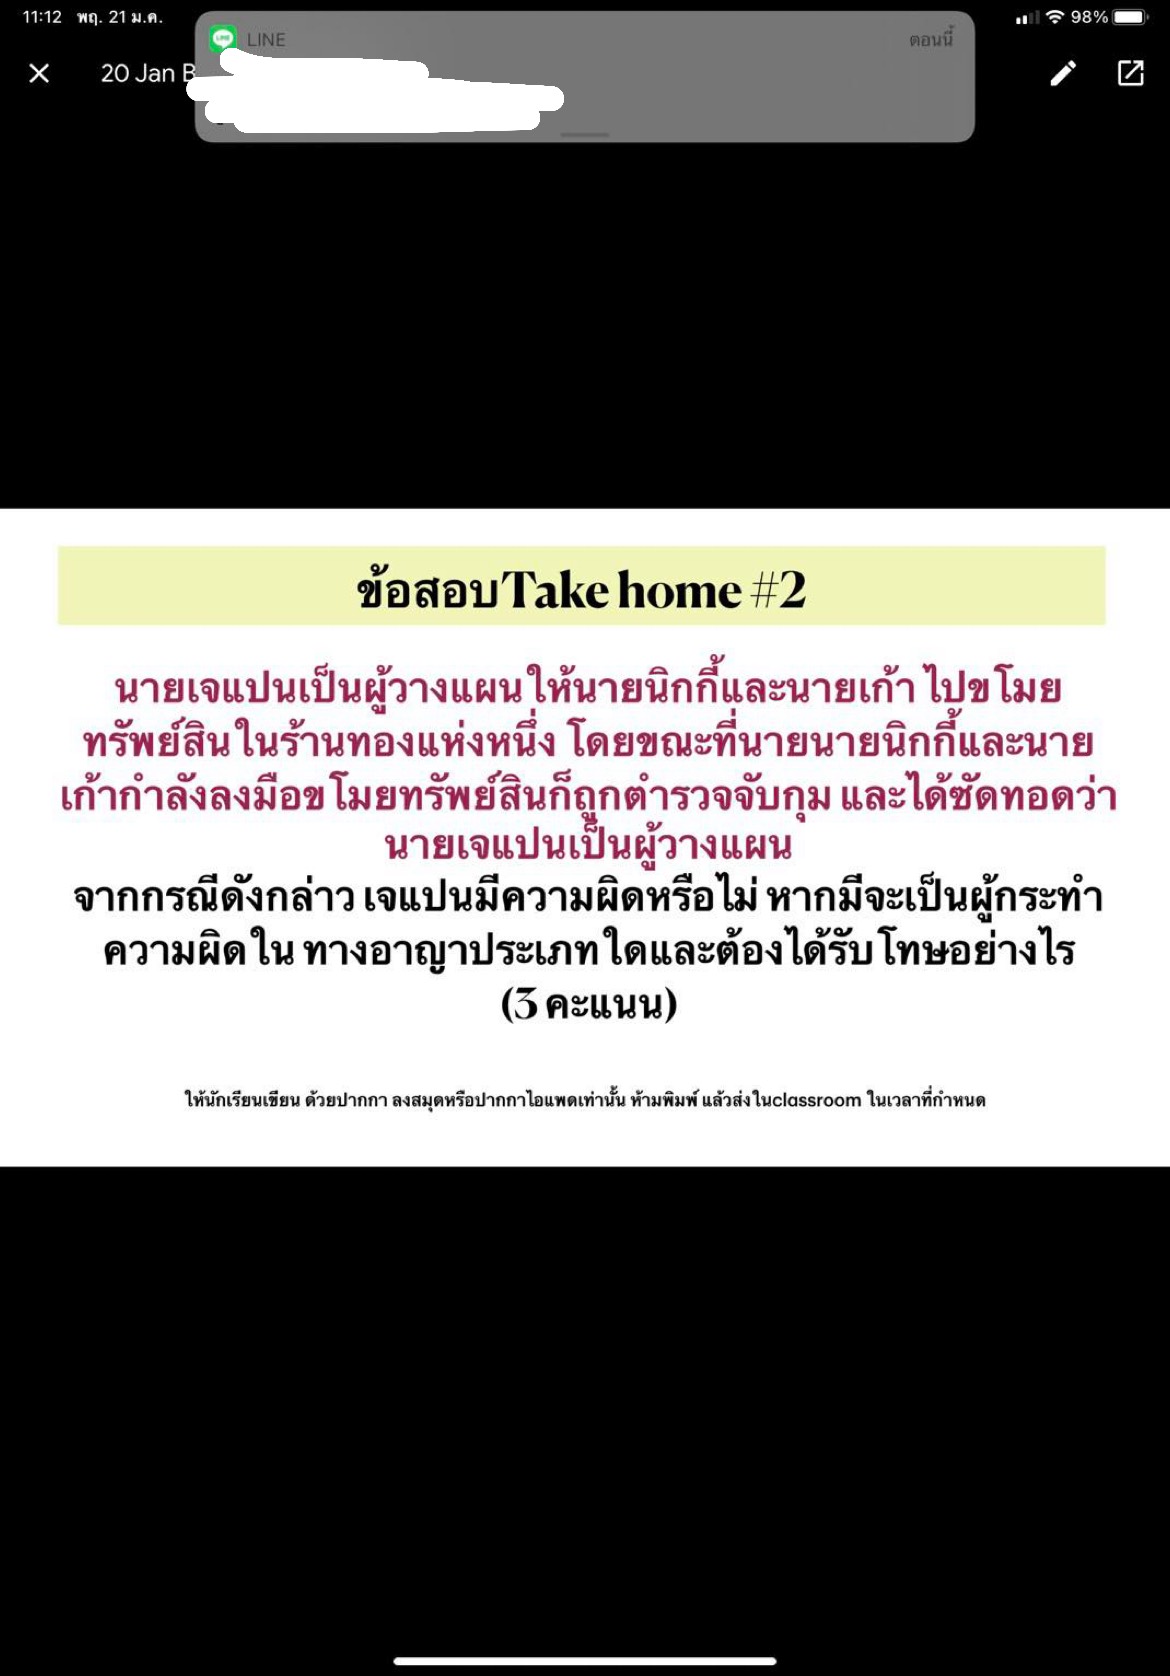 11:12 พฤ. 21 ม.ค.
98%
LINE
ตอนนี้
20 Jan B
ข้อสอบTake home #2
นายเจแปนเป็นผู้วางแผนให้นายนิกกี้และนายเก้า ไปขโมย
ทรัพย์สินในร้านทองแห่งหนึ่ง โดยขณะที่นายนายนิกกี้และนาย
เก้ากำลังลงมือขโมยทรัพย์สินก็ถูกตำรวจจับกุม และได้ซัดทอดว่า
นายเจแปนเป็นผู้วางแผน
จากกรณีดังกล่าว เจแปนมีความผิดหรือไม่ หากมีจะเป็นผู้กระทำ
ความผิดใน ทางอาญาประเภทใดและต้องได้รับโทษอย่างไร
(3 คะแนน)
ให้นักเรียนเขียน ด้วยปากกา ลงสมุดหรือปากกาไอแพดเท่านั้น ห้ามพิมพ์ แล้วส่งในclassroom ในเวลาที่กำหนด